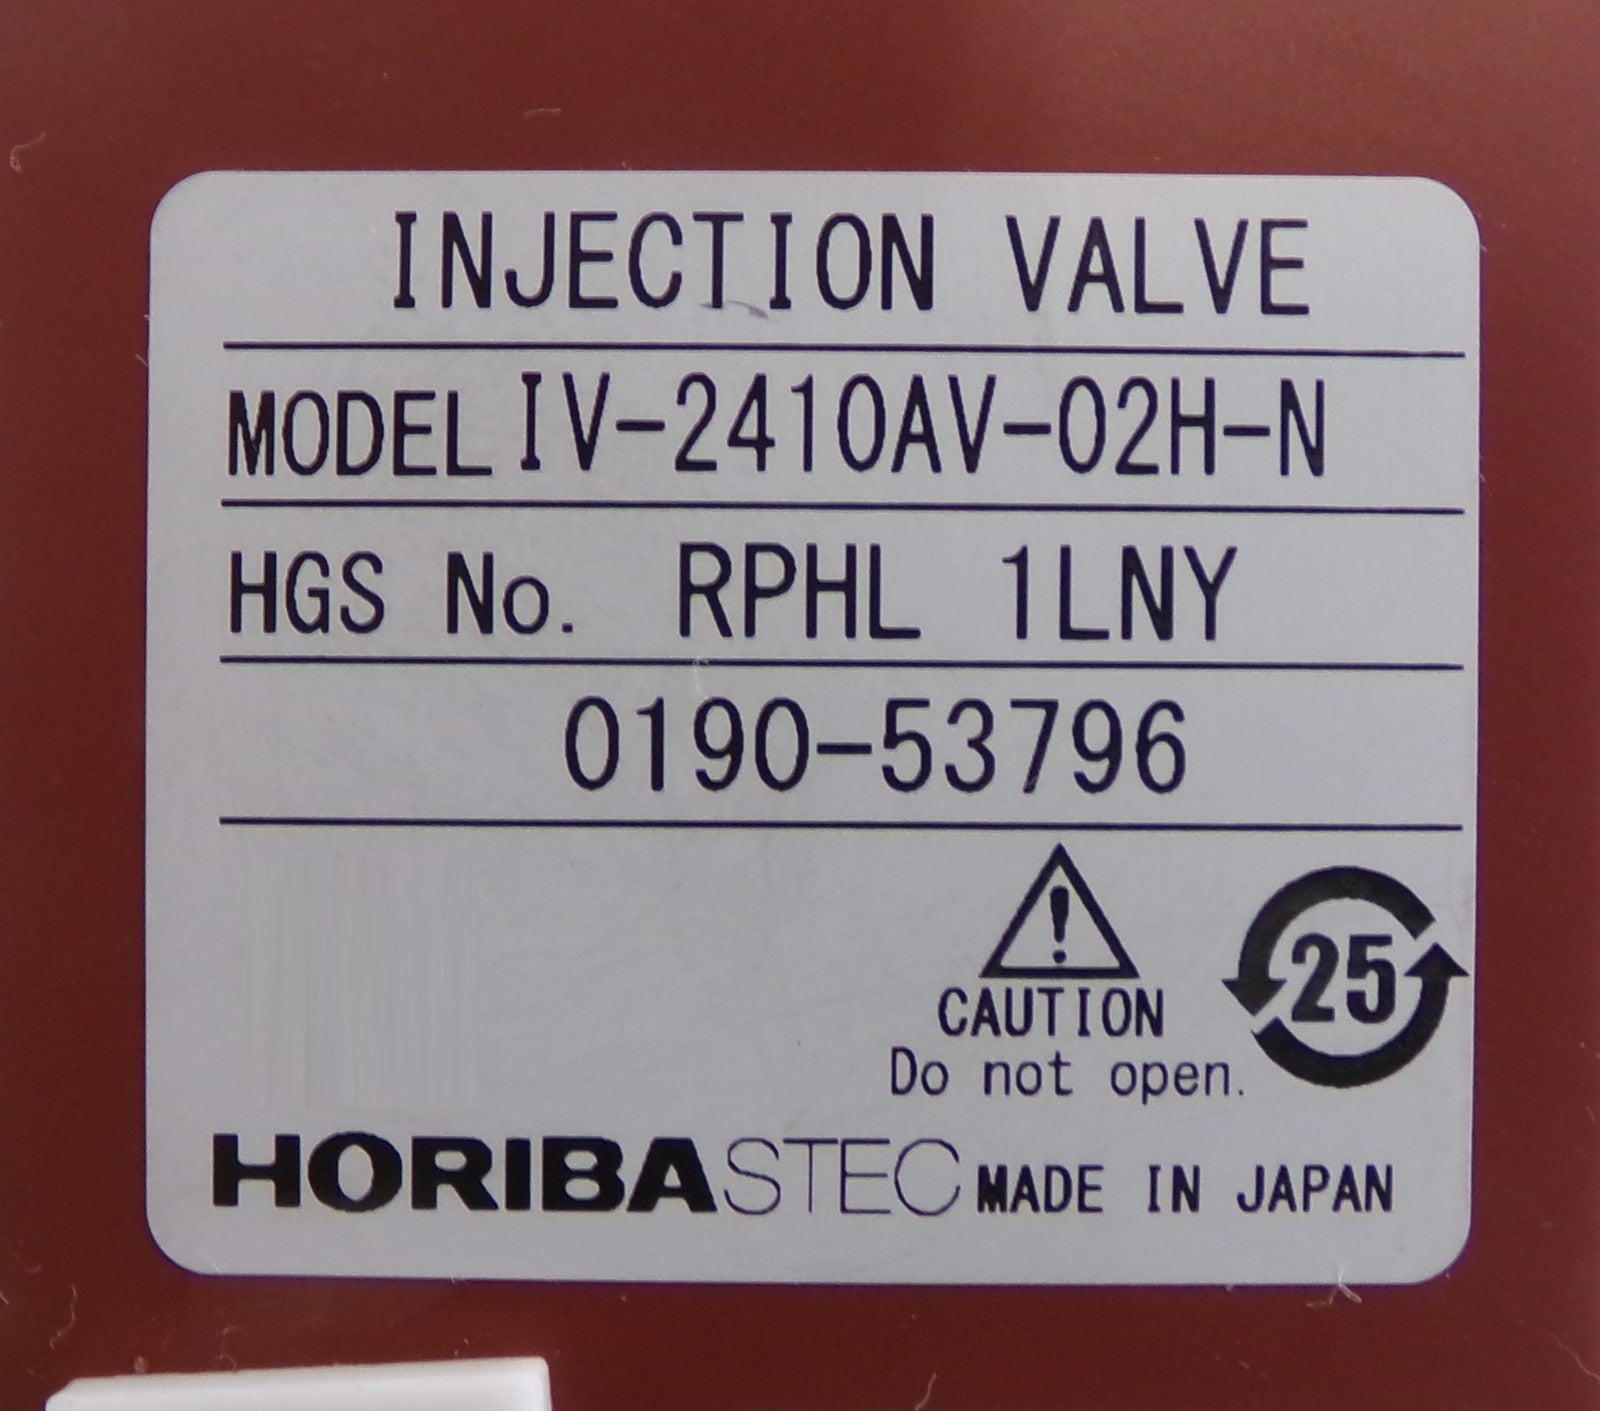 INJECTION VALVE
MODEL IV-2410AV-02H-N
HGS No. RPHL 1LNY
0190-53796
!
25
CAUTION
Do not open.
HORIBASTEC MADE IN JAPAN